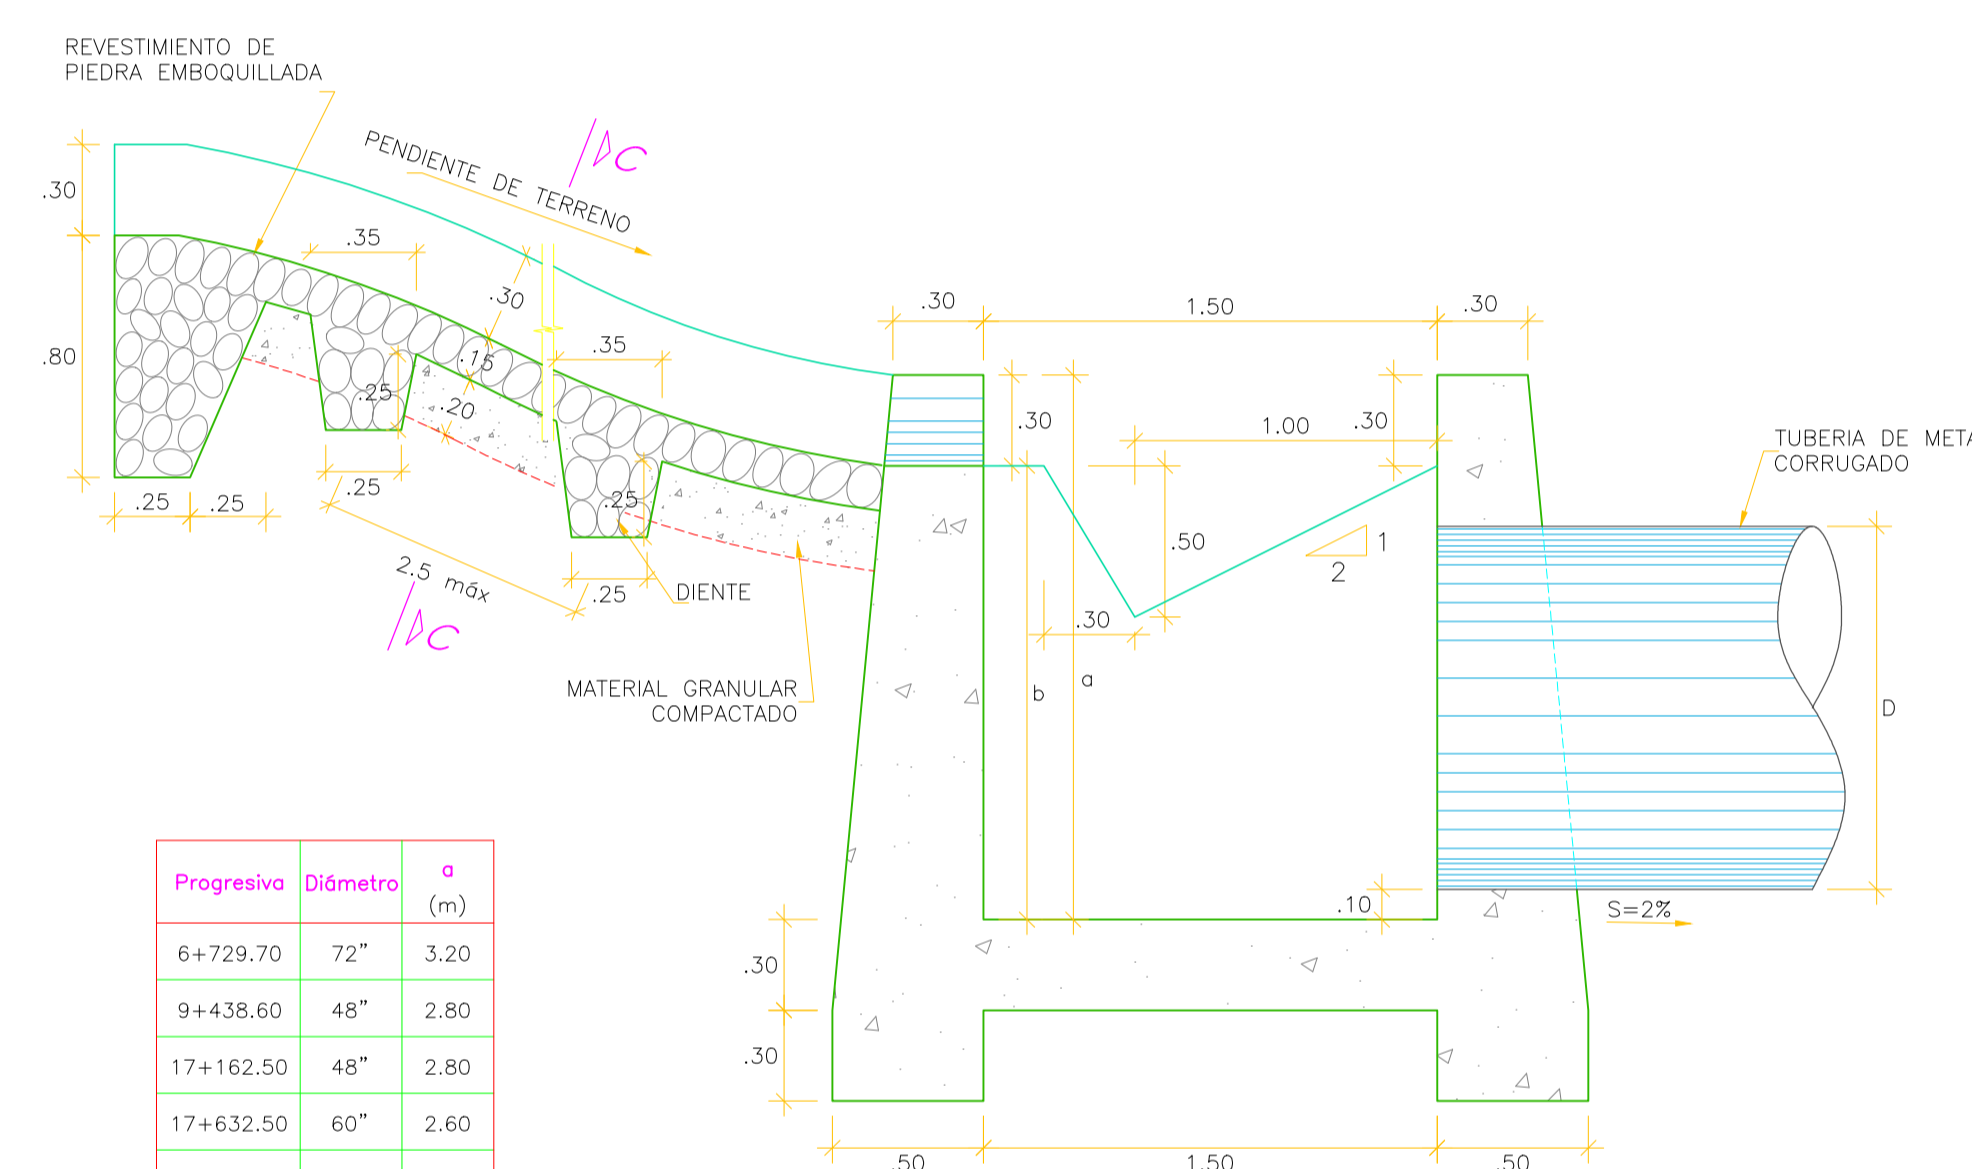 REVESTIMIENTO DE
PIEDRA EMBOQUILLADA
PENDIENTE DE TERRENO
C
.30
.80
.35
.30
.15
.25
.20
.35
.25
.25
.25
.25
2.5 máx
.25
C
DIENTE
MATERIAL GRANULAR
COMPACTADO
.30
1.50
.30
.30
1.00
.30
.50
1
2
.30
b
a
TUBERIA DE META
CORRUGADO
D
.10
S=2%
.30
.30
.50
1.50
.50
Progresiva Diámetro a
(m)
6+729.70 72" 3.20
9+438.60 48" 2.80
17+162.50 48" 2.80
17+632.50 60" 2.60